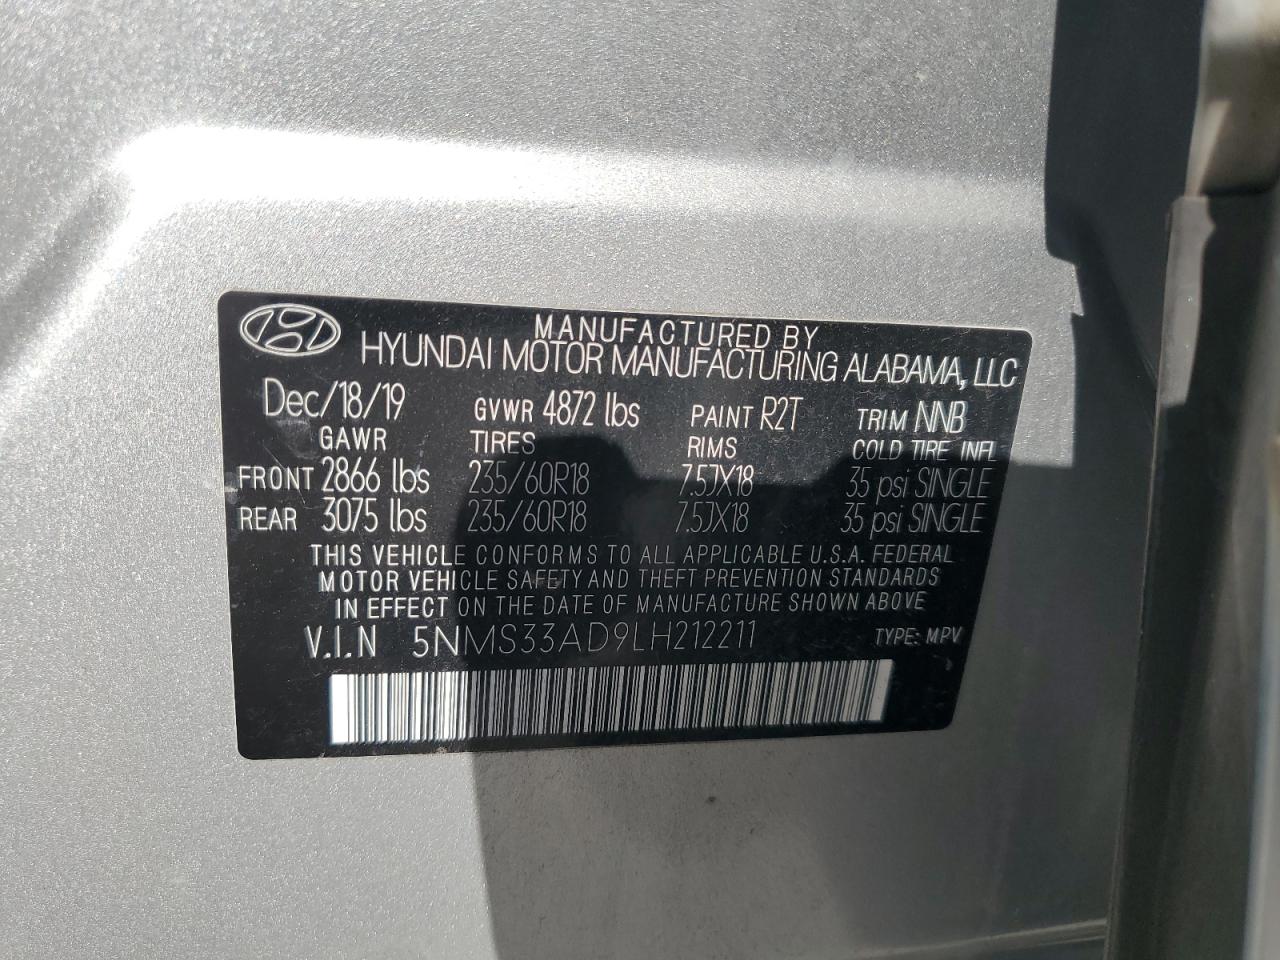 MANUFACTURED BY
HYUNDAI MOTOR MANUFACTURING ALABAMA, LLC
Dec/18/19 GVWR 4872 lbs PAINT R2T TRIM NNB
GAWR TIRES RIMS COLD TIRE INFL
FRONT 2866 lbs 235/60R18 7.5JX18 35 psi SINGLE
REAR 3075 lbs 235/60R18 7.5JX18 35 psi SINGLE
THIS VEHICLE CONFORMS TO ALL APPLICABLE U.S.A. FEDERAL
MOTOR VEHICLE SAFETY AND THEFT PREVENTION STANDARDS
IN EFFECT ON THE DATE OF MANUFACTURE SHOWN ABOVE
V.I.N 5NMS33AD9LH212211 TYPE: MPV